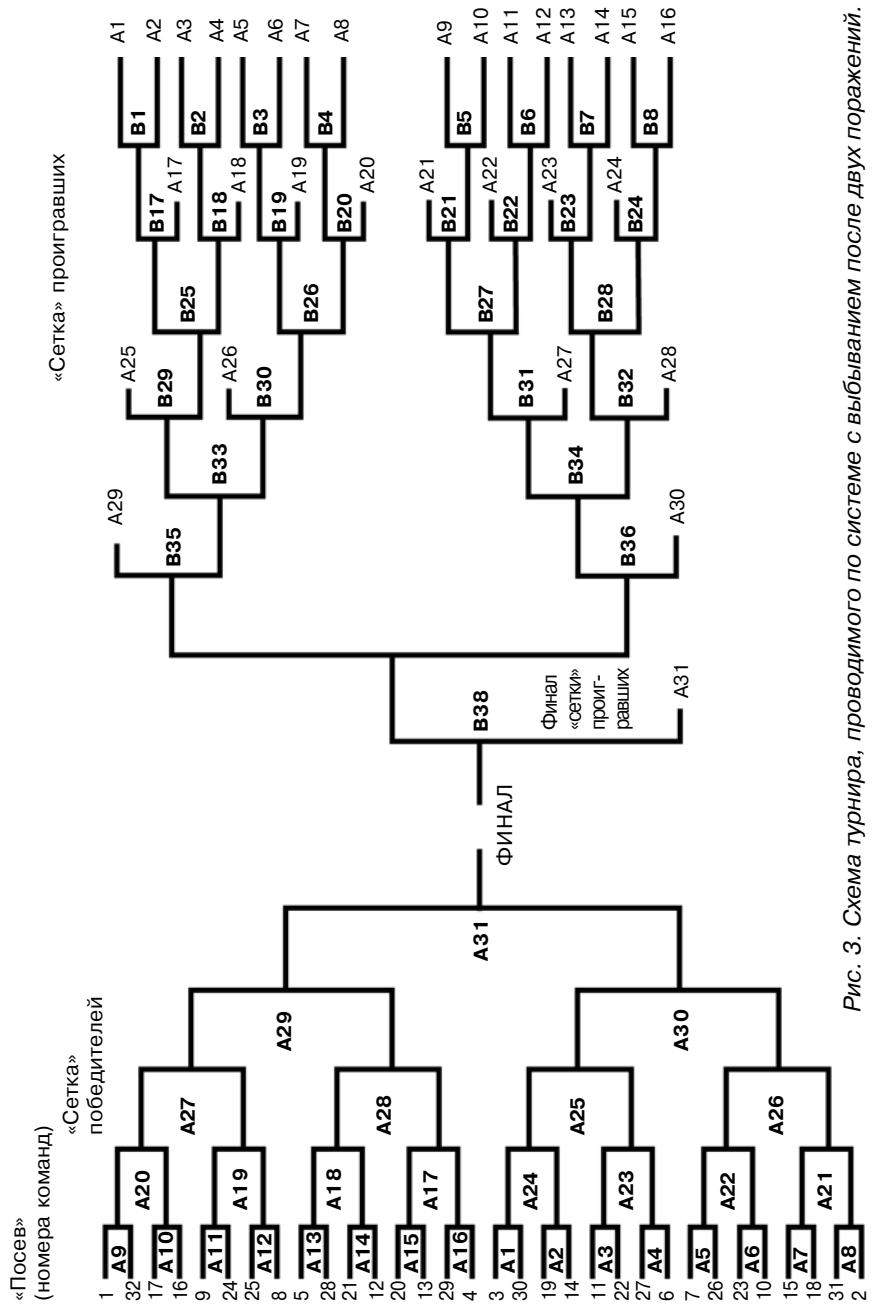 «Посев»
(номера команд)
«Сетка»
победителей
«Сетка» проигравших
1
32
17
16
9
24
25
8
5
28
21
12
20
13
29
4
3
30
19
14
11
22
27
6
7
26
23
10
15
18
31
2
A9
A10
A11
A12
A13
A14
A15
A16
A1
A2
A3
A4
A5
A6
A7
A8
A20
A19
A18
A17
A24
A23
A22
A21
A27
A28
A25
A26
A29
A30
A31
ФИНАЛ
B38
Финал
«сетки»
проиг-
равших
A31
B35
B36
A29
A30
B33
B34
B29
B30
B31
B32
A25
A26
A27
A28
B25
B26
B27
B28
B17
B18
B19
B20
B21
B22
B23
B24
A17
A18
A19
A20
A21
A22
A23
A24
B1
B2
B3
B4
B5
B6
B7
B8
A1
A2
A3
A4
A5
A6
A7
A8
A9
A10
A11
A12
A13
A14
A15
A16
Рис. 3. Схема турнира, проводимого по системе с выбыванием после двух поражений.